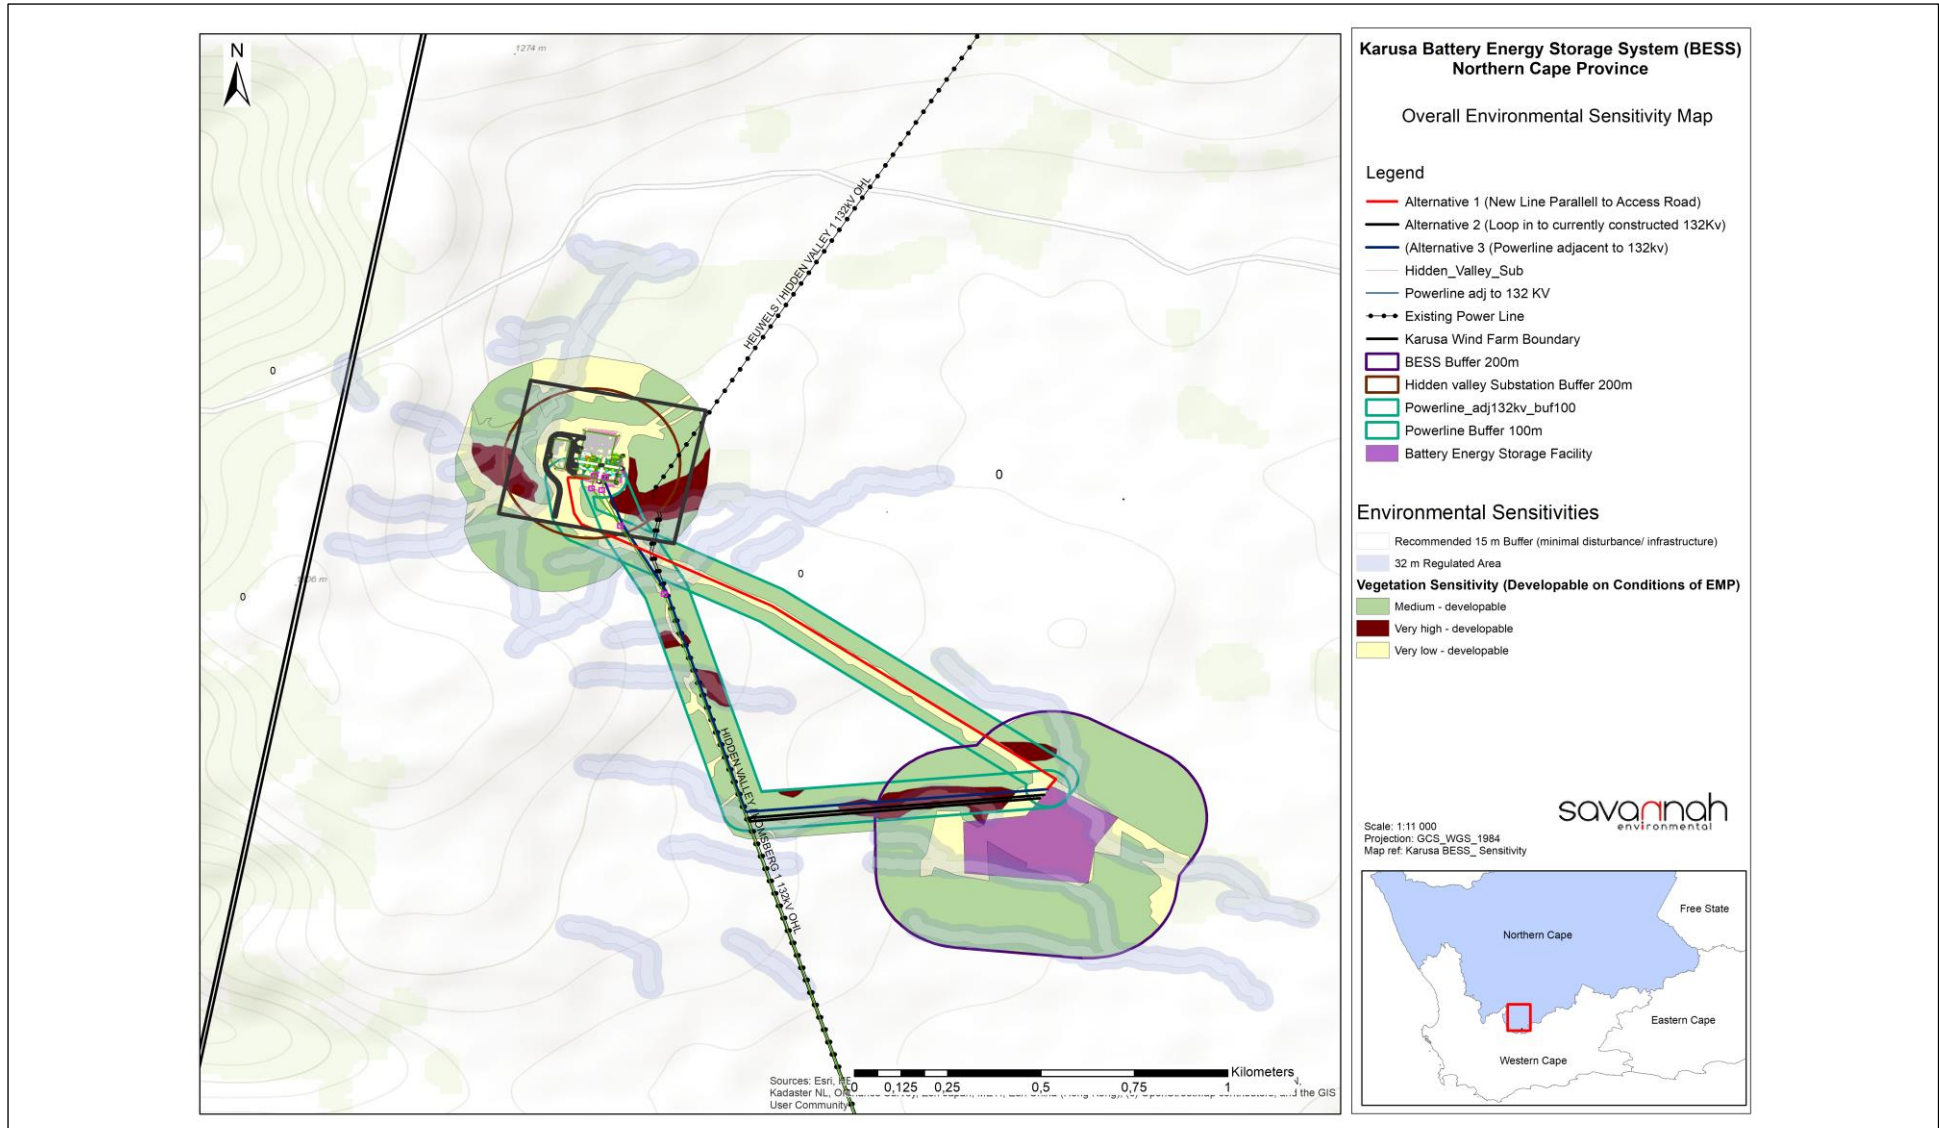 N
1274 m
HEUWELS / HIDDEN VALLEY 1 132kV OHL
0
0
0
0
06 m
HIDDEN VALLEY / KOMSBERG 1 132kV OHL
Kilometers
0 0,125 0,25 0,5 0,75 1
Sources: Esri,
Kadaster NL, and the GIS
User Community
Karusa Battery Energy Storage System (BESS)
Northern Cape Province
Overall Environmental Sensitivity Map
Legend
Alternative 1 (New Line Parallell to Access Road)
Alternative 2 (Loop in to currently constructed 132Kv)
(Alternative 3 (Powerline adjacent to 132kv)
Hidden_Valley_Sub
Powerline adj to 132 KV
Existing Power Line
Karusa Wind Farm Boundary
BESS Buffer 200m
Hidden valley Substation Buffer 200m
Powerline_adj132kv_buf100
Powerline Buffer 100m
Battery Energy Storage Facility
Environmental Sensitivities
Recommended 15 m Buffer (minimal disturbance/ infrastructure)
32 m Regulated Area
Vegetation Sensitivity (Developable on Conditions of EMP)
Medium - developable
Very high - developable
Very low - developable
savannah
environmental
Scale: 1:11 000
Projection: GCS_WGS_1984
Map ref: Karusa BESS_ Sensitivity
Free State
Northern Cape
Eastern Cape
Western Cape